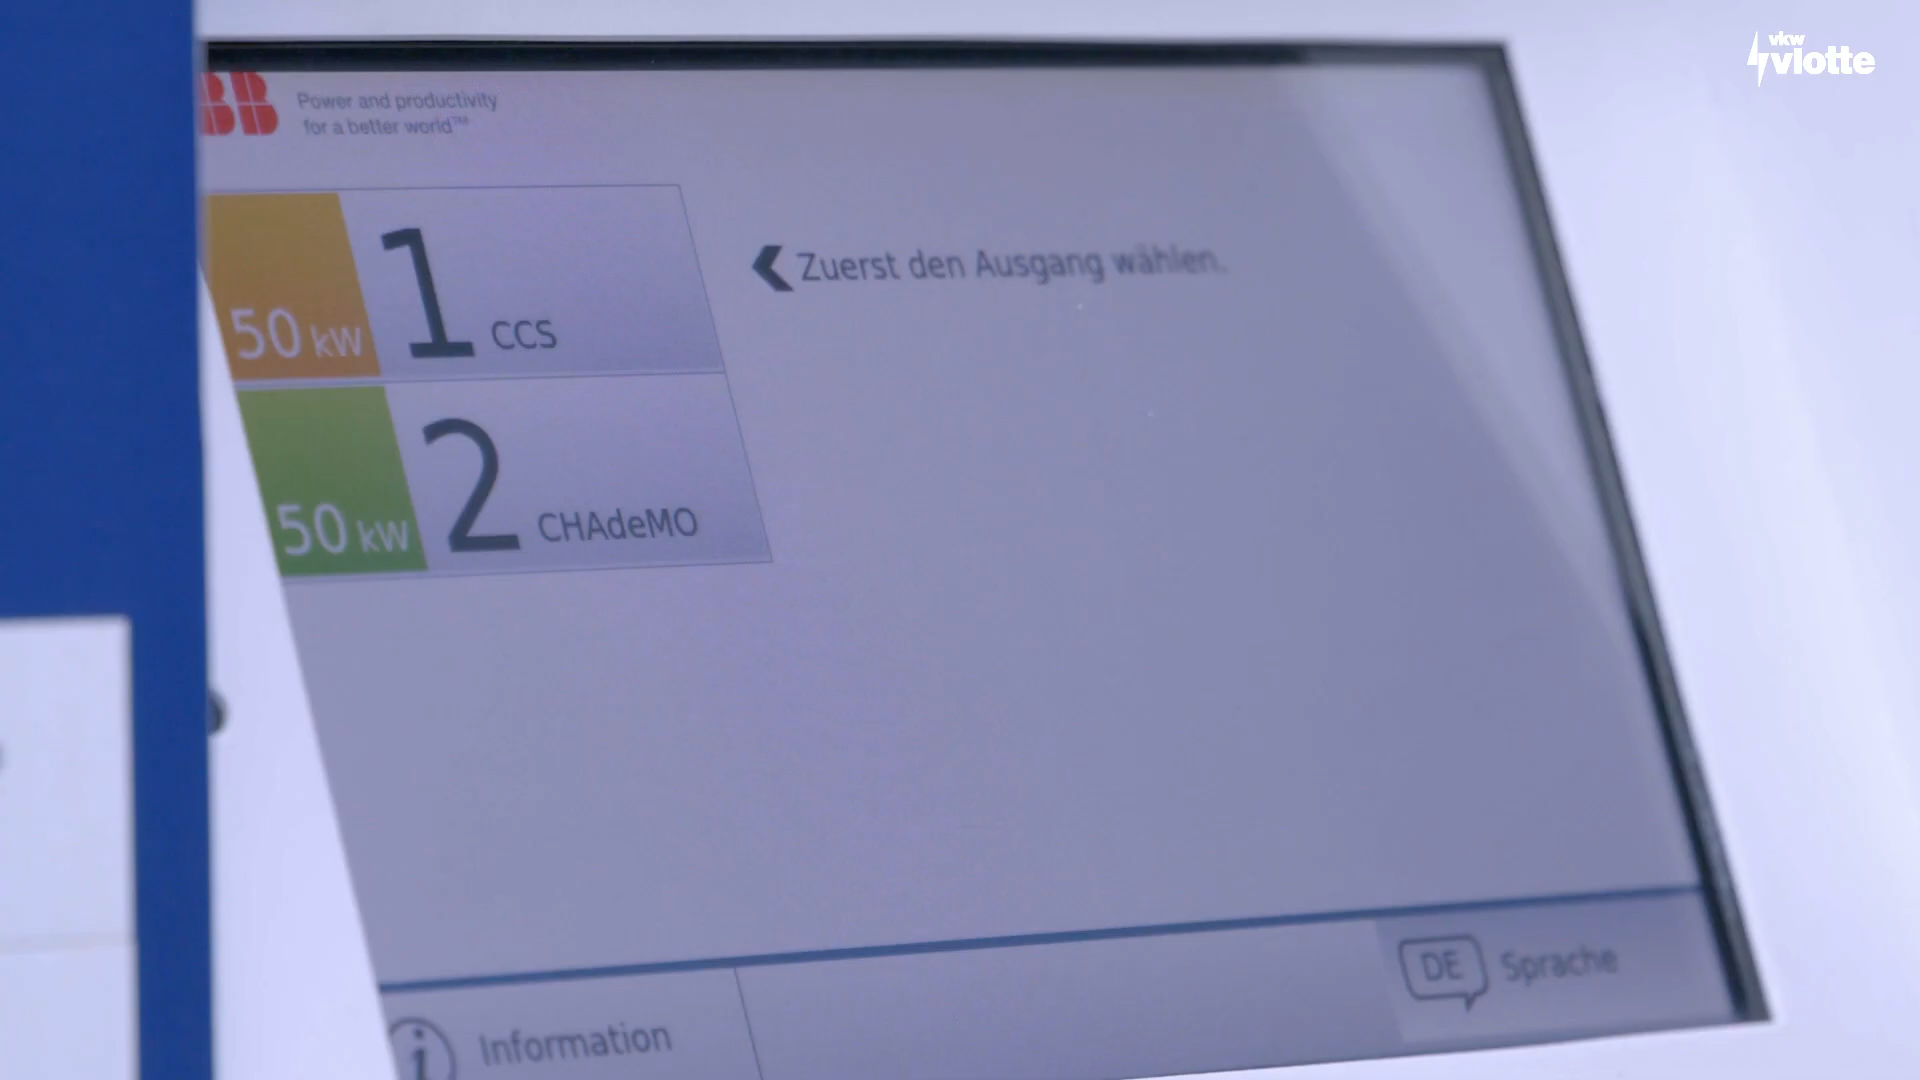 vkw
vlotte
BB
Power and productivity
for a better world™
50 kW 1 CCS
Zuerst den Ausgang wählen.
50 kW 2 CHAdeMO
DE Sprache
i Information